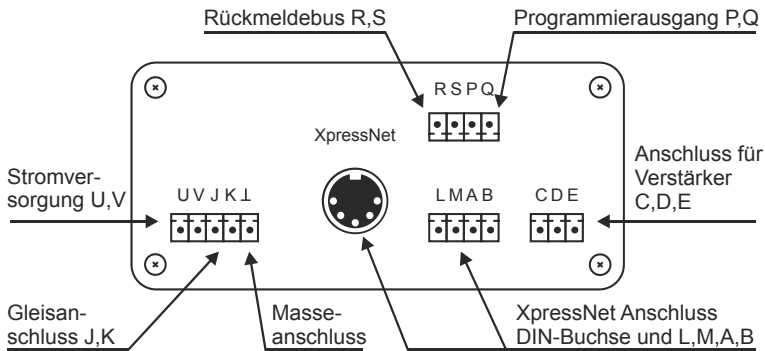 Rückmeldebus R,S
Programmierausgang P,Q
R S P Q
XpressNet
Stromver-
sorgung U,V
U V J K ⊥
L M A B
C D E
Anschluss für
Verstärker
C,D,E
Gleisan-
schluss J,K
Masse-
anschluss
XpressNet Anschluss
DIN-Buchse und L,M,A,B